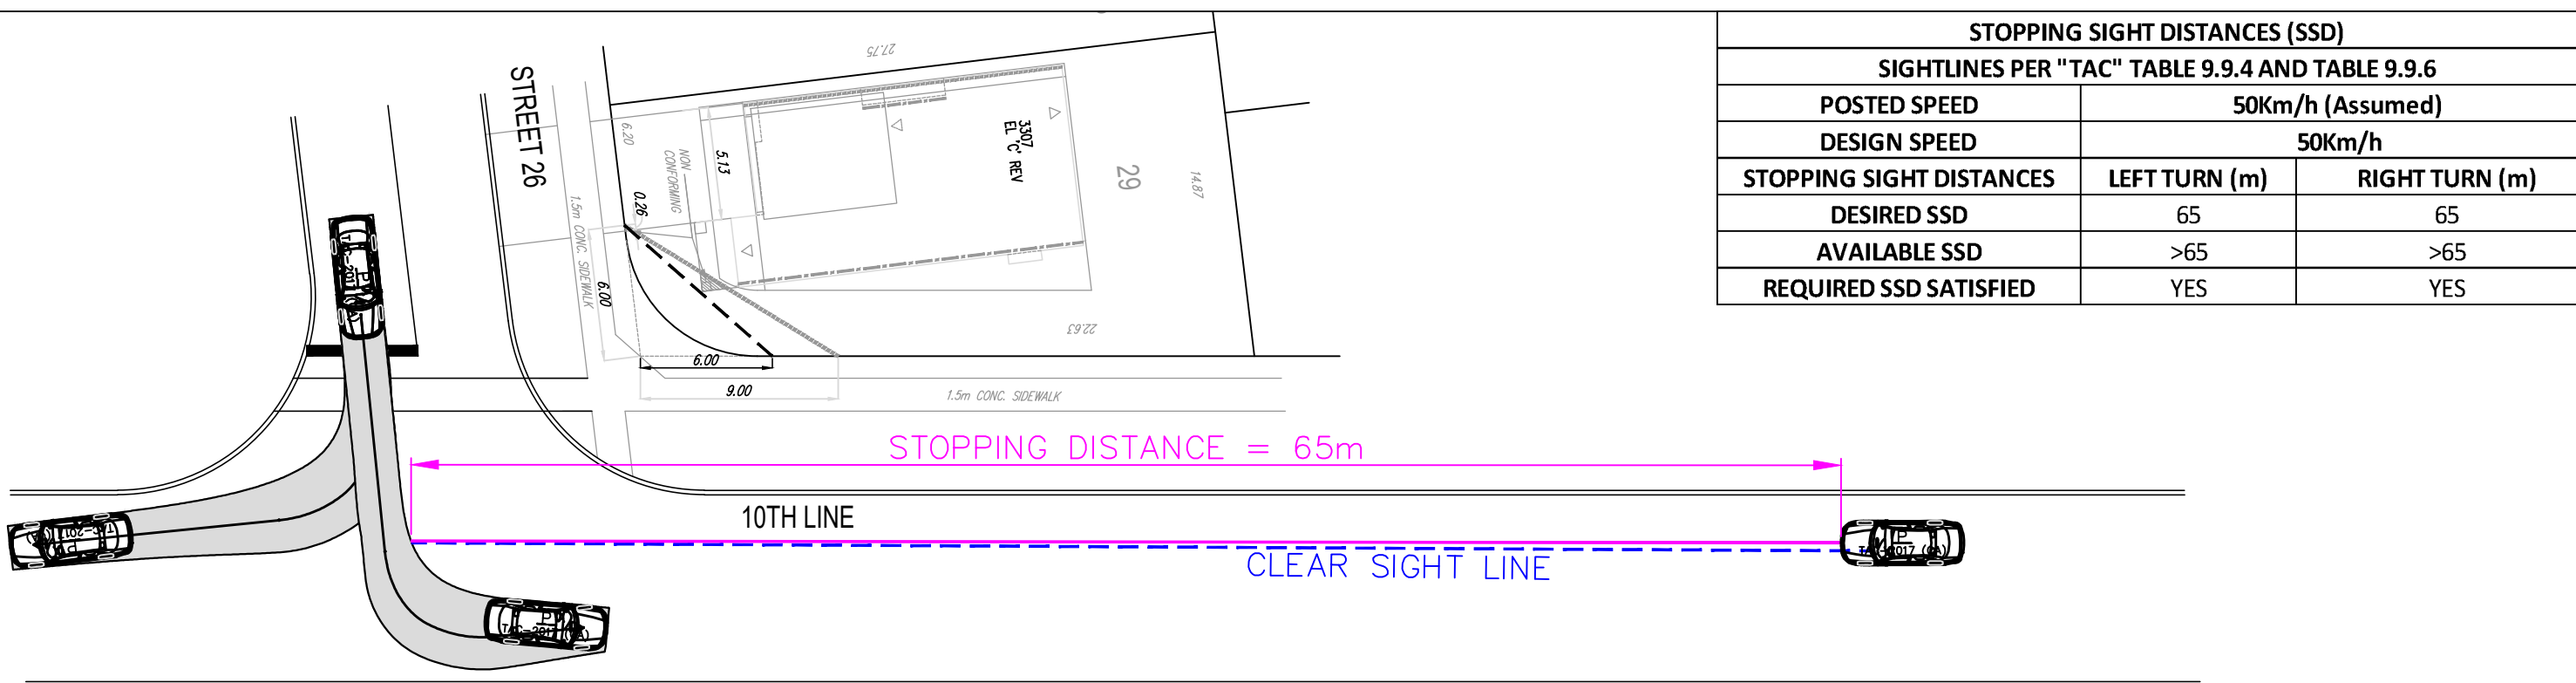 STOPPING SIGHT DISTANCES (SSD)
SIGHTLINES PER "TAC" TABLE 9.9.4 AND TABLE 9.9.6
POSTED SPEED 50Km/h (Assumed)
DESIGN SPEED 50Km/h
STOPPING SIGHT DISTANCES LEFT TURN (m) RIGHT TURN (m)
DESIRED SSD 65 65
AVAILABLE SSD >65 >65
REQUIRED SSD SATISFIED YES YES
27.75
STREET 26
6.20
NON
CONFORMING
5.13
3307
EL 'C' REV
29
14.87
0.26
1.5m CONC. SIDEWALK
6.00
22.63
6.00
9.00
1.5m CONC. SIDEWALK
STOPPING DISTANCE = 65m
10TH LINE
CLEAR SIGHT LINE